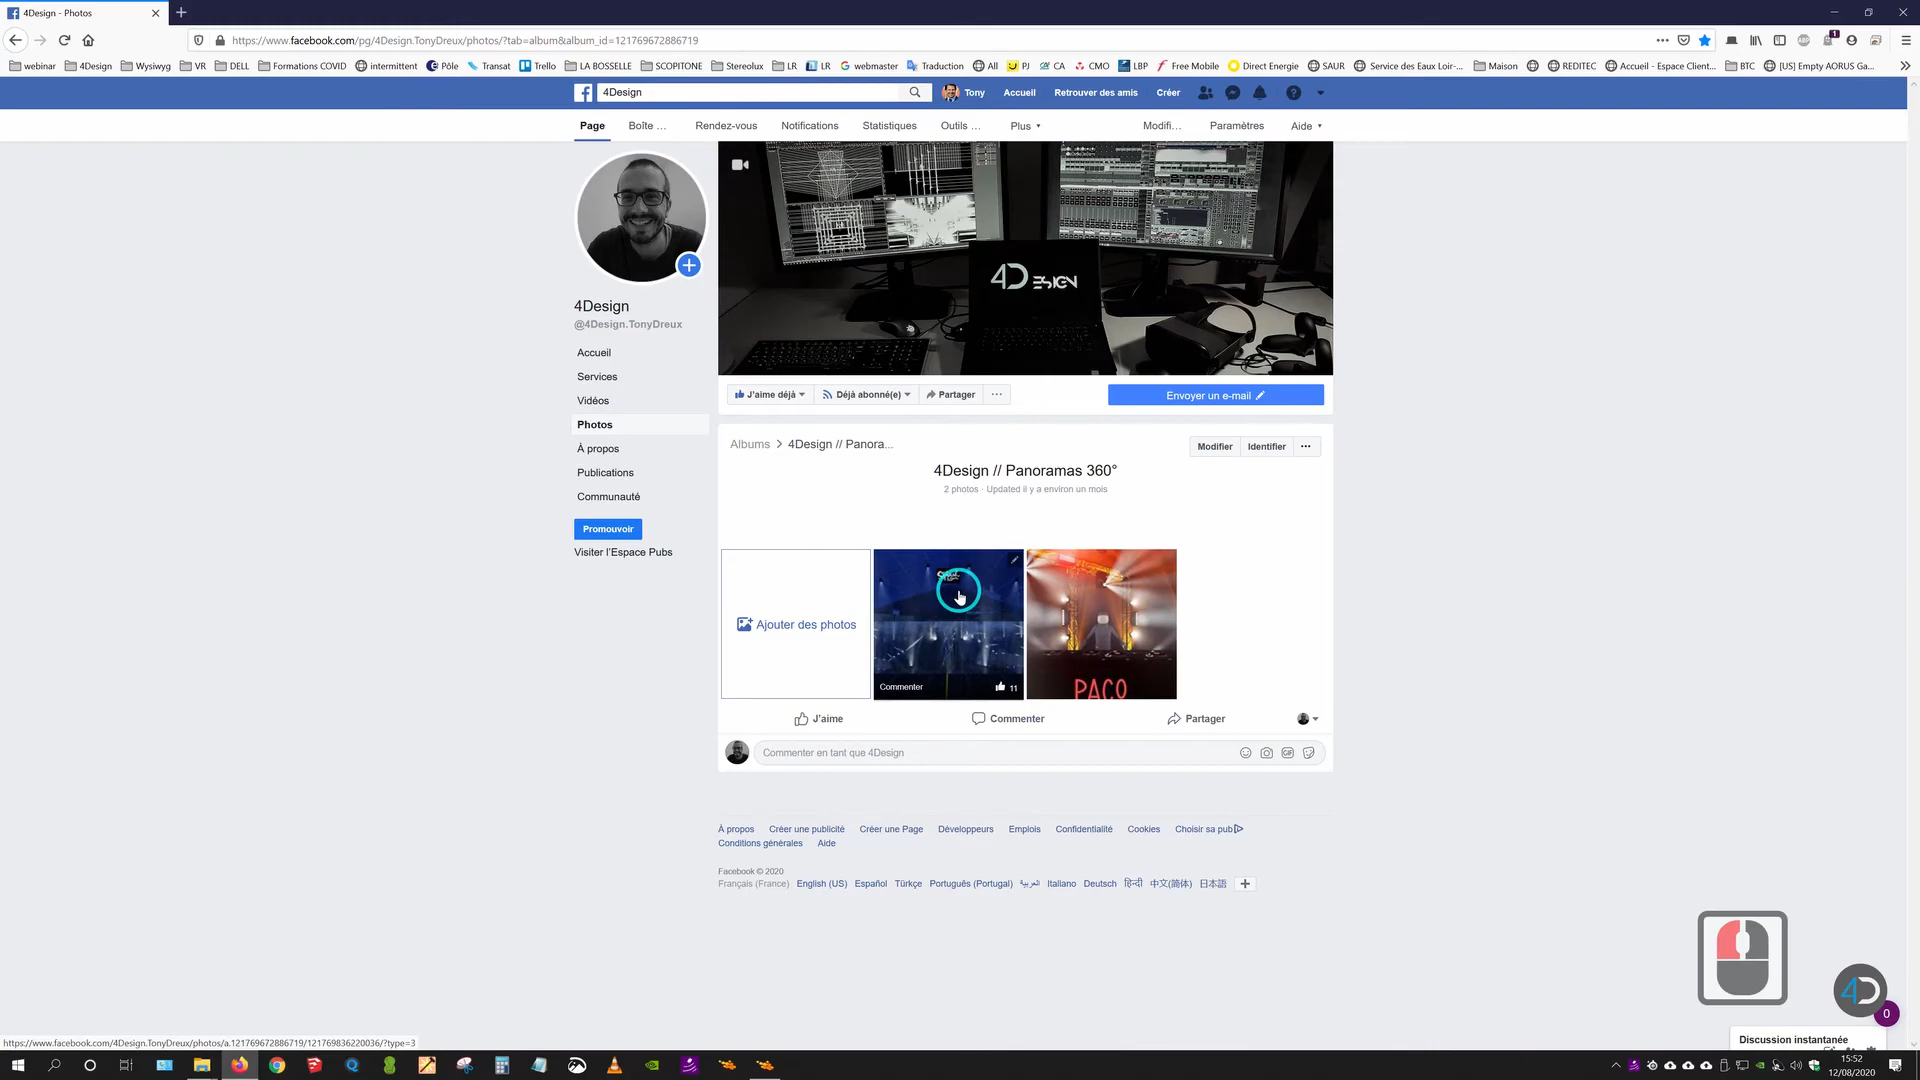 4Design - Photos
https://www.facebook.com/pg/4Design.TonyDreux/photos/?tab=album&album_id=121769672886719
1
webinar 4Design Wysiwyg VR DELL Formations COVID intermittent Pôle Transat Trello LA BOSSELLE SCOPITONE Stereolux LR LR webmaster Traduction All PJ CA CMO LBP Free Mobile Direct Energie SAUR Service des Eaux Loir-... Maison REDITEC Accueil - Espace Client... BTC [US] Empty AORUS Ga...
4Design Tony Accueil Retrouver des amis Créer
Page Boîte ... Rendez-vous Notifications Statistiques Outils ... Plus Modifi... Paramètres Aide
4DESIGN
4Design
@4Design.TonyDreux
Accueil
Services
Vidéos
Photos
À propos
Publications
Communauté
Promouvoir
Visiter l'Espace Pubs
J'aime déjà Déjà abonné(e) Partager ... Envoyer un e-mail
Albums > 4Design // Panora... Modifier Identifier ...
4Design // Panoramas 360°
2 photos · Updated il y a environ un mois
Ajouter des photos
Commenter 11
PACO
J'aime Commenter Partager
Commenter en tant que 4Design
GIF
À propos Créer une publicité Créer une Page Développeurs Emplois Confidentialité Cookies Choisir sa pub
Conditions générales Aide
Facebook © 2020
Français (France) English (US) Español Türkçe Português (Portugal) العربية Italiano Deutsch हिन्दी 中文(简体) 日本語
4D
0
Discussion instantanée
https://www.facebook.com/4Design.TonyDreux/photos/a.121769672886719/121769836220036/?type=3
15:52
12/08/2020